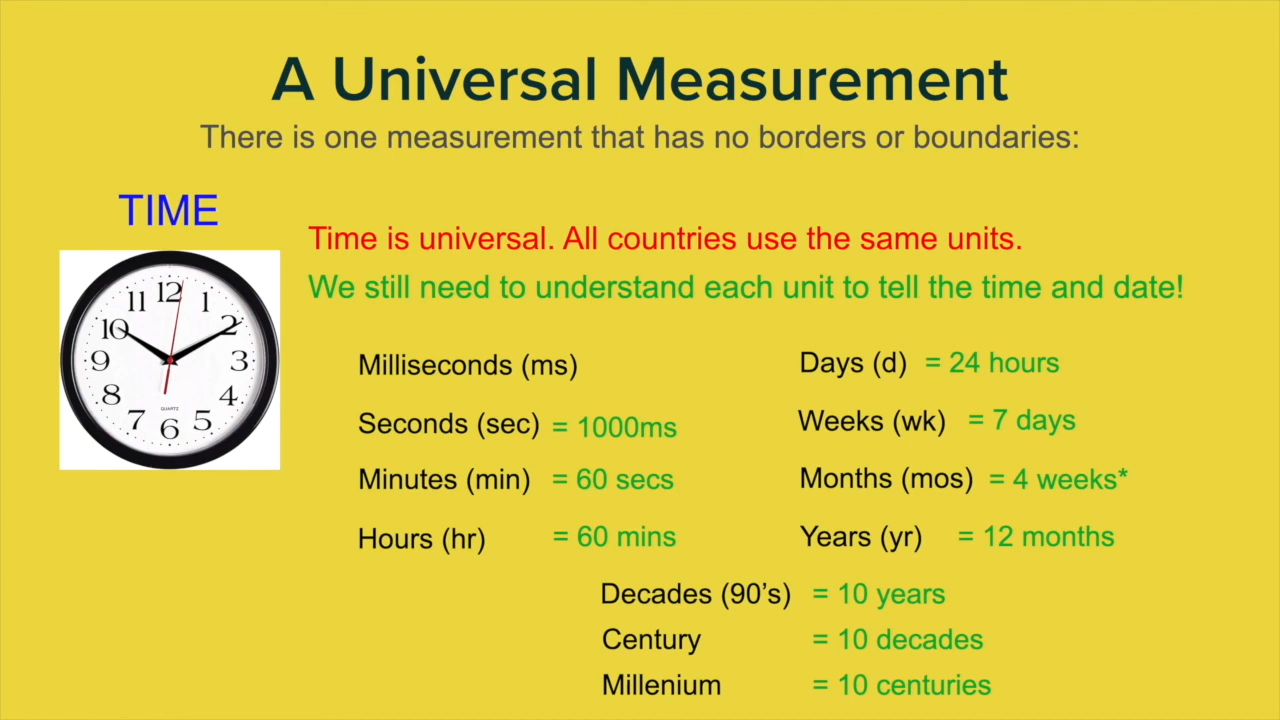 A Universal Measurement
There is one measurement that has no borders or boundaries:
TIME
Time is universal. All countries use the same units.
We still need to understand each unit to tell the time and date!
12
11
1
10
2
9
3
8
4
7
5
6
QUARTZ
Milliseconds (ms)
Seconds (sec) = 1000ms
Minutes (min) = 60 secs
Hours (hr) = 60 mins
Days (d) = 24 hours
Weeks (wk) = 7 days
Months (mos) = 4 weeks*
Years (yr) = 12 months
Decades (90’s) = 10 years
Century = 10 decades
Millenium = 10 centuries